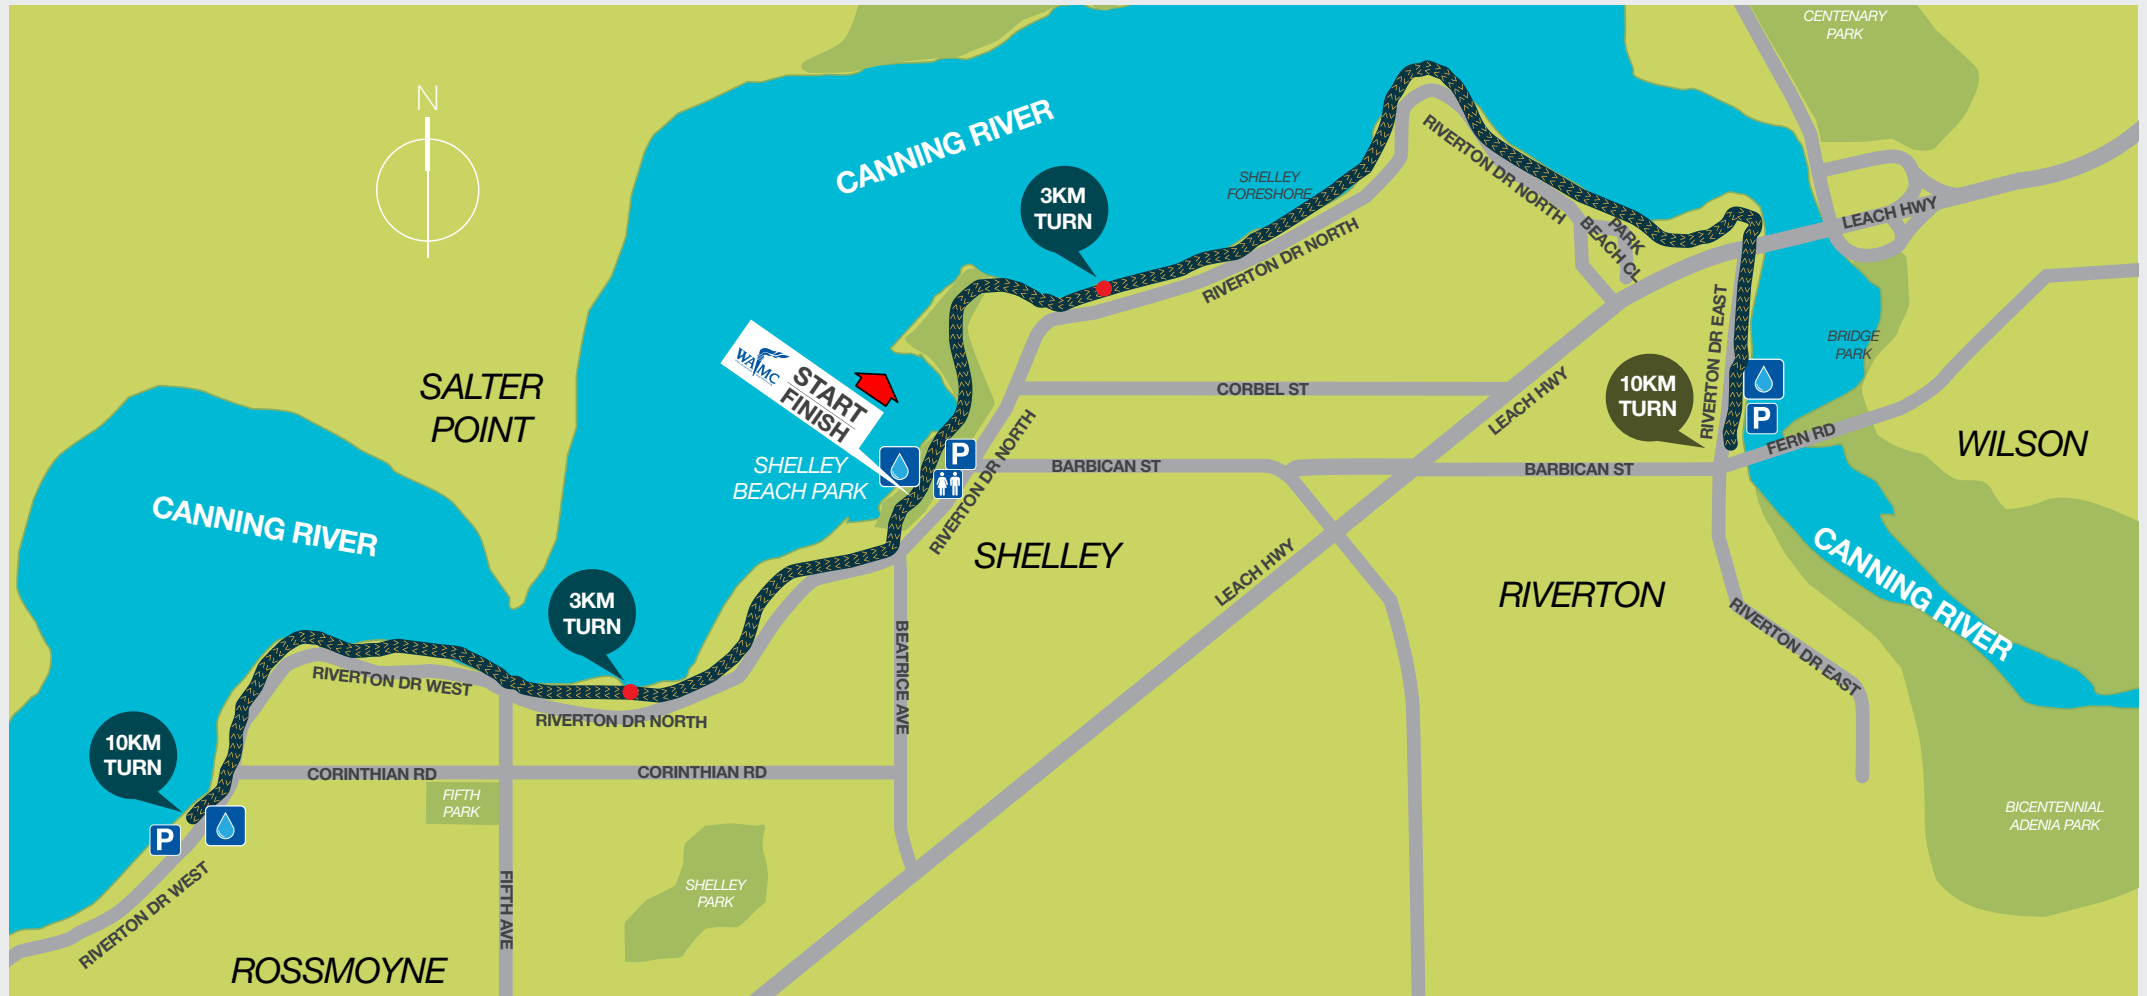 CENTENARY
PARK
N
CANNING RIVER
3KM
TURN
SHELLEY
FORESHORE
RIVERTON DR NORTH
RIVERTON DR NORTH
PARK
BEACH CL
LEACH HWY
BRIDGE
PARK
RIVERTON DR EAST
10KM
TURN
P
FERN RD
WILSON
SALTER
POINT
WAMC
START
FINISH
SHELLEY
BEACH PARK
P
CORBEL ST
LEACH HWY
RIVERTON DR NORTH
BARBICAN ST
BARBICAN ST
CANNING RIVER
SHELLEY
LEACH HWY
RIVERTON
CANNING RIVER
RIVERTON DR EAST
3KM
TURN
BEATRICE AVE
RIVERTON DR WEST
RIVERTON DR NORTH
10KM
TURN
CORINTHIAN RD
CORINTHIAN RD
FIFTH
PARK
P
RIVERTON DR WEST
FIFTH AVE
SHELLEY
PARK
BICENTENNIAL
ADENIA PARK
ROSSMOYNE